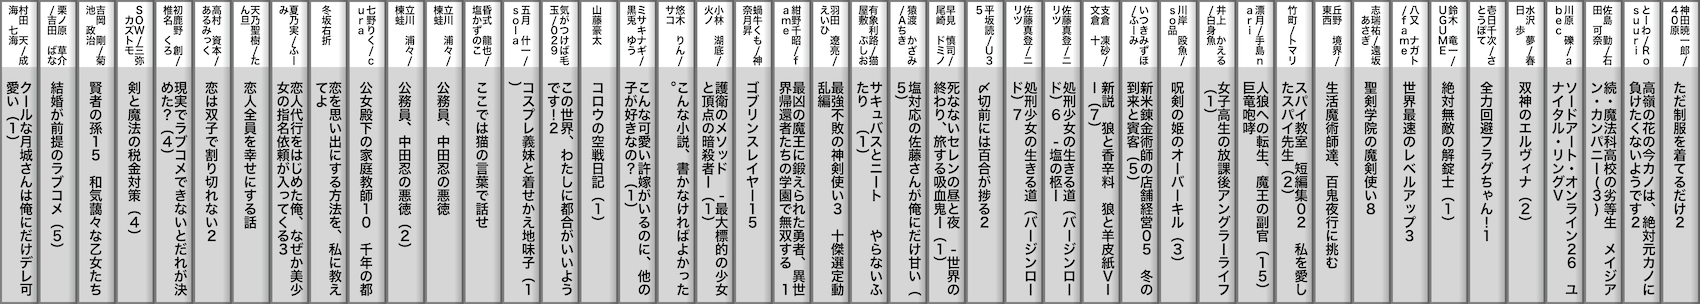 神田暁一郎/
40原
ただ制服を着てるだけ2
とーわ/Ro
suuri
高嶺の花の今カノは、絶対元カノに
負けたくないようです2
佐島 勤/石
田可奈
続・魔法科高校の劣等生 メイジア
ン・カンパニー(3)
川原 礫/a
bec
ソードアート・オンライン26 ユ
ナイタル・リングⅤ
水沢 夢/春
日 歩
双神のエルヴィナ(2)
壱日千次/さ
とうぽて
全力回避フラグちゃん!1
鈴木 竜一/
UGUME
絶対無敵の解錠士(1)
八又 ナガト
/fame
世界最速のレベルアップ3
志瑞祐/遠坂
あさぎ
聖剣学院の魔剣使い8
丘野 境界/
東西
生活魔術師達、百鬼夜行に挑む
竹町/トマリ
スパイ教室 短編集02 私を愛し
たスパイ先生(2)
漂月/手島n
ari
人狼への転生、魔王の副官(15)
巨竜咆哮
井上 かえる
/白身魚
女子高生の放課後アングラーライフ
(1)
川岸 殴魚/
so品
呪剣の姫のオーバーキル(3)
いつきみずほ
/ふーみ
新米錬金術師の店舗経営05 冬の
到来と賓客(5)
支倉 凍砂/
文倉 十
新説 狼と香辛料 狼と羊皮紙Ⅴー
ー(7)
佐藤真登/ニ
リツ
処刑少女の生きる道(バージンロー
ド)6 -塩の柩ー
佐藤真登/ニ
リツ
処刑少女の生きる道(バージンロー
ド)7
平坂読/U3
5
〆切前には百合が捗る2
早見 慎司/
尾崎 ドミノ
死なないセレンの昼と夜 -世界の
終わり、旅する吸血鬼ー(1)
猿渡 かざみ
/Aちき
塩対応の佐藤さんが俺にだけ甘い(
5)
有象利路/猫
屋敷 ぷしお
サキュバスとニート やらないふ
たり(1)
羽田 遼亮/
えいひ
最強不敗の神剣使い3 十傑選定動
乱編
紺野千昭/f
ame
最凶の魔王に鍛えられた勇者、異世
界帰還者たちの学園で無双する 1
蝸牛くも/神
奈月昇
ゴブリンスレイヤー15
小林 湖底/
火ノ
護衛のメソッド -最大標的の少女
と頂点の暗殺者ー(1)
悠木 りん/
サコ
こんな小説、書かなければよかった
。
ミサキナギ/
黒兎 ゆう
こんな可愛い許嫁がいるのに、他の
子が好きなの?(1)
山藤豪太
コロウの空戦日記(1)
気がつけば毛
玉/029
この世界、わたしに都合がいいよう
です!2
五月 什一/
sola
コスプレ義妹と着せかえ地味子(1
)
昏式 龍也/
塩かずのこ
ここでは猫の言葉で話せ
立川 浦々/
楝蛙
公務員、中田忍の悪徳
立川 浦々/
楝蛙
公務員、中田忍の悪徳(2)
七野りく/c
ura
公女殿下の家庭教師10 千年の都
冬坂右折
恋を思い出にする方法を、私に教え
てよ
夏乃実/ふー
み
恋人代行をはじめた俺、なぜか美少
女の指名依頼が入ってくる3
天乃聖樹/た
ん旦
恋人全員を幸せにする話
高村 資本/
あるみっく
恋は双子で割り切れない2
初鹿野 創/
椎名 くろ
現実でラブコメできないとだれが決
めた?(4)
SOW/三弥
カズトモ
剣と魔法の税金対策(4)
吉岡 剛/菊
池 政治
賢者の孫15 和気藹々な乙女たち
栗ノ原 草介
/吉田 ばな
結婚が前提のラブコメ(5)
村田 天/成
海 七海
クールな月城さんは俺にだけデレ可
愛い(1)